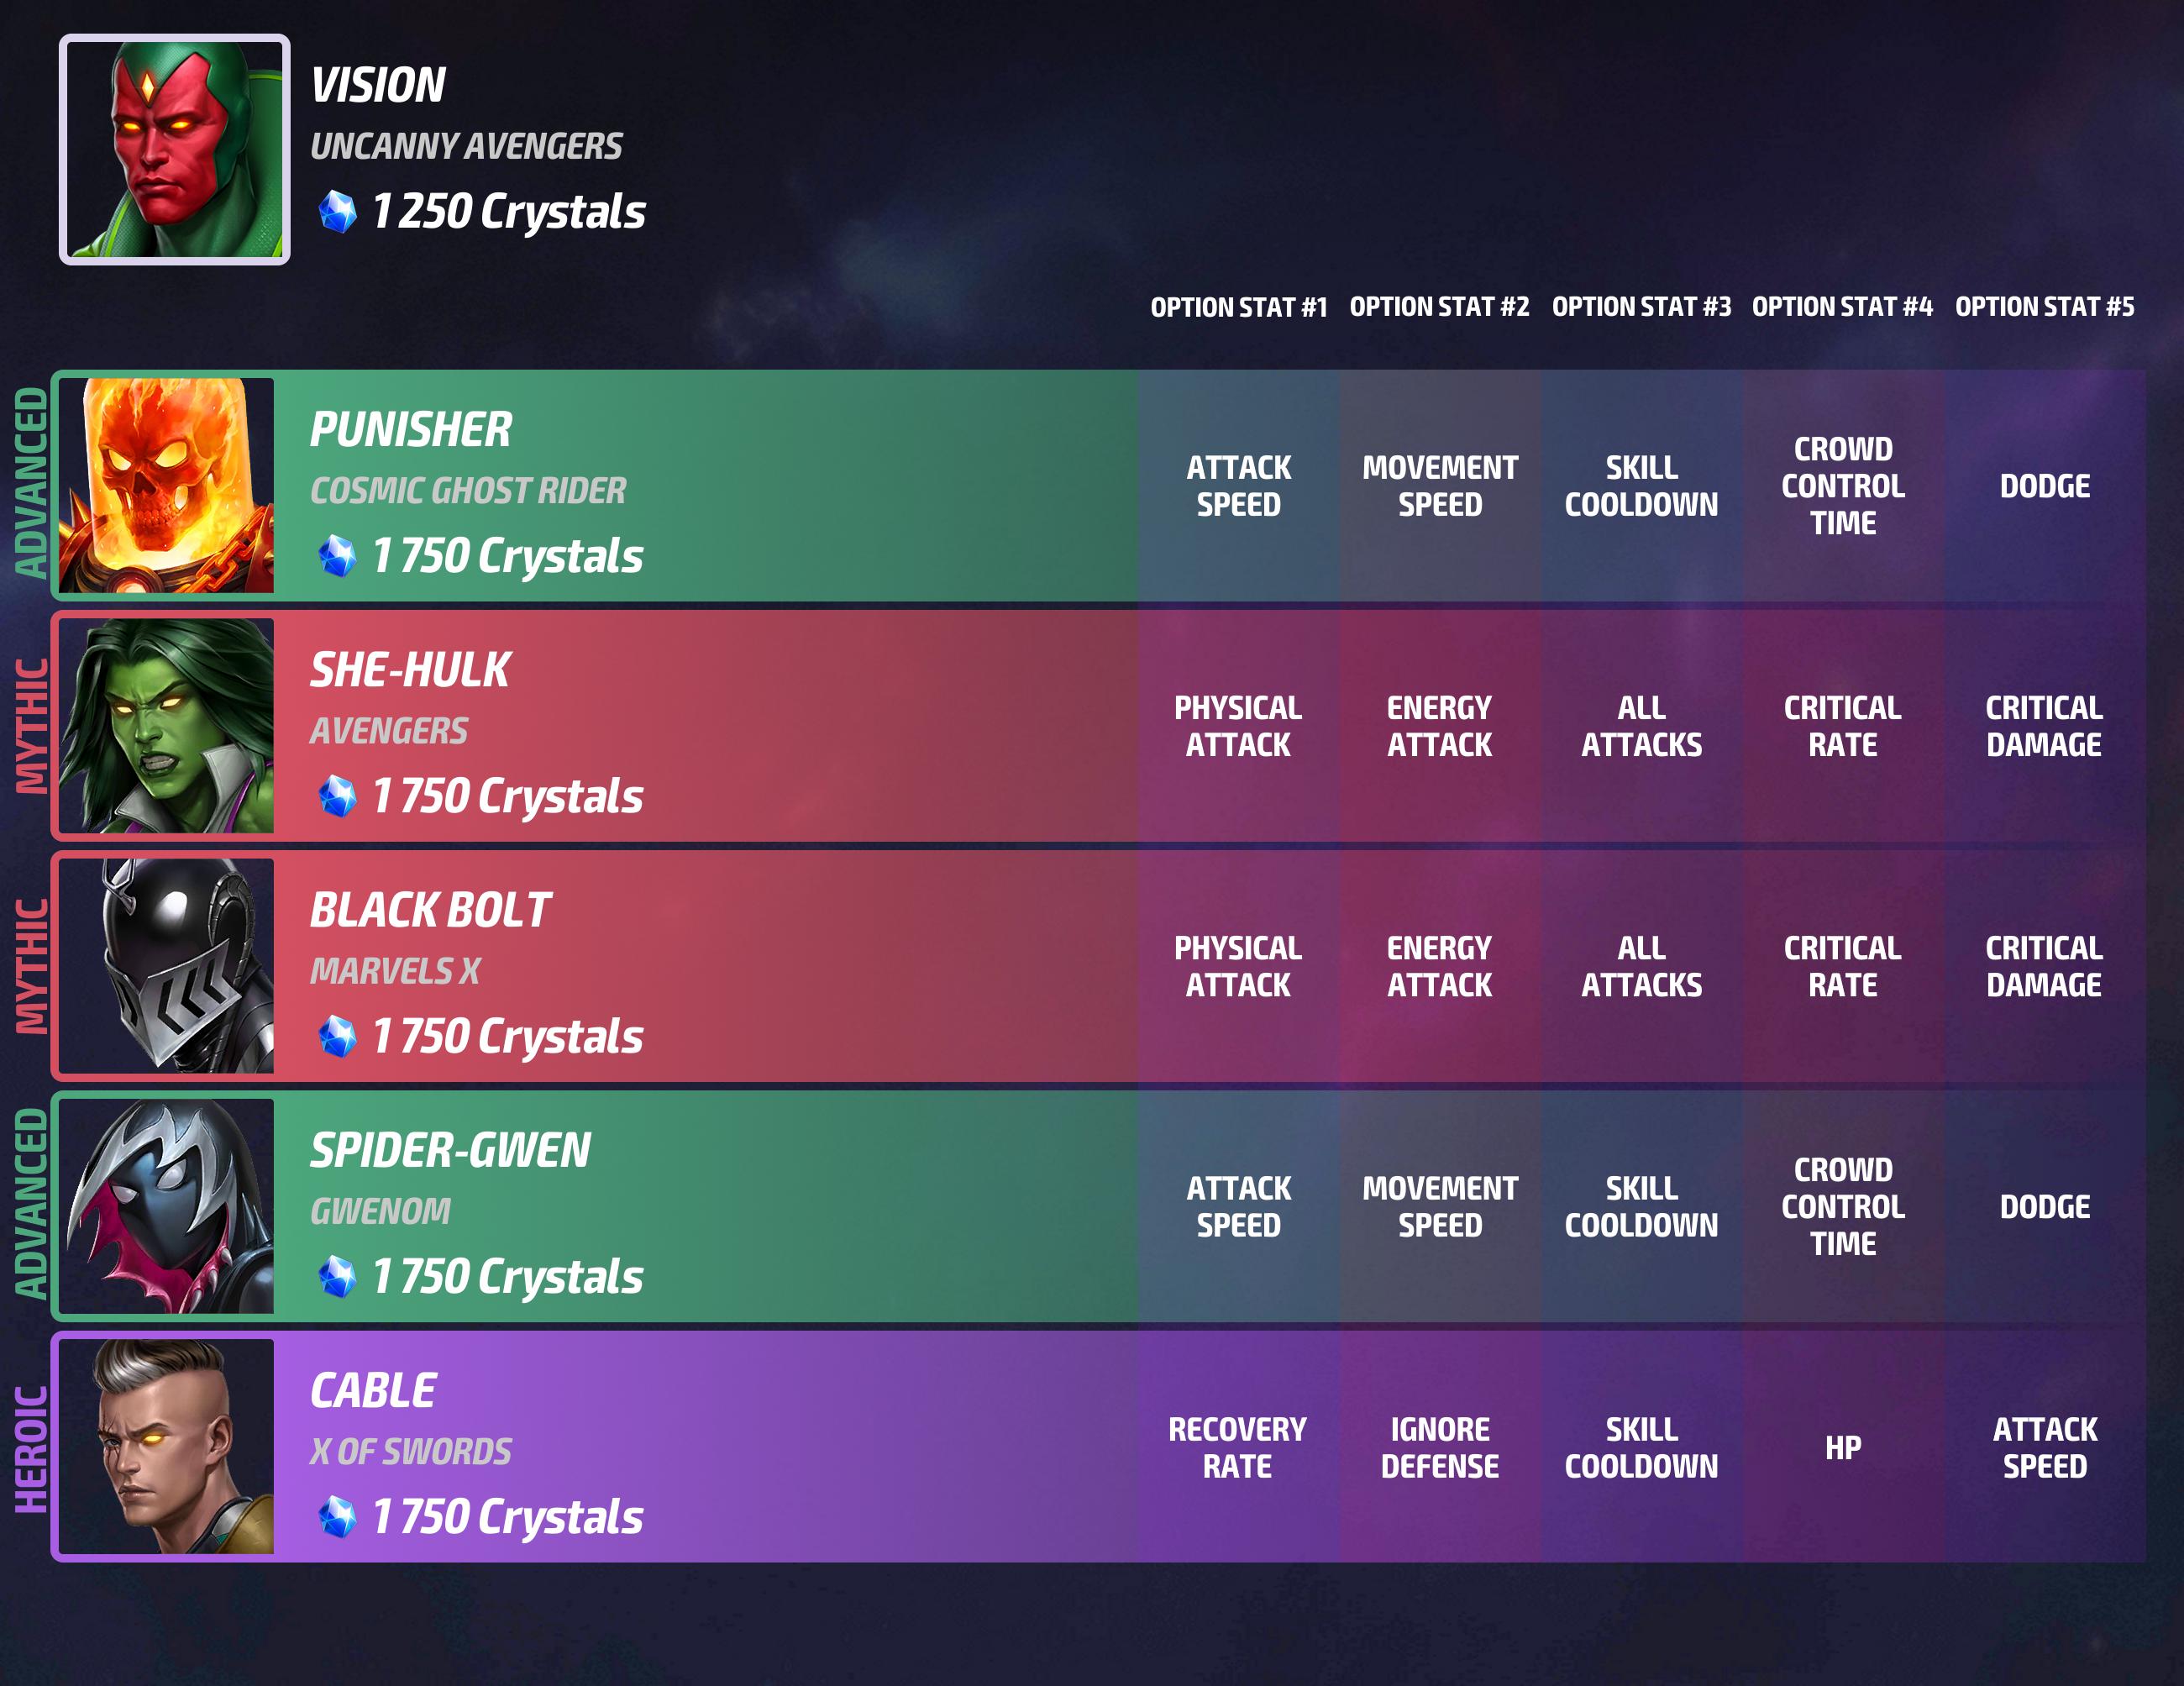 VISION
UNCANNY AVENGERS
1 250 Crystals
OPTION STAT #1 OPTION STAT #2 OPTION STAT #3 OPTION STAT #4 OPTION STAT #5
ADVANCED
PUNISHER
COSMIC GHOST RIDER
1 750 Crystals
ATTACK
SPEED
MOVEMENT
SPEED
SKILL
COOLDOWN
CROWD
CONTROL
TIME
DODGE
MYTHIC
SHE-HULK
AVENGERS
1 750 Crystals
PHYSICAL
ATTACK
ENERGY
ATTACK
ALL
ATTACKS
CRITICAL
RATE
CRITICAL
DAMAGE
MYTHIC
BLACK BOLT
MARVELS X
1 750 Crystals
PHYSICAL
ATTACK
ENERGY
ATTACK
ALL
ATTACKS
CRITICAL
RATE
CRITICAL
DAMAGE
ADVANCED
SPIDER-GWEN
GWENOM
1 750 Crystals
ATTACK
SPEED
MOVEMENT
SPEED
SKILL
COOLDOWN
CROWD
CONTROL
TIME
DODGE
HEROIC
CABLE
X OF SWORDS
1 750 Crystals
RECOVERY
RATE
IGNORE
DEFENSE
SKILL
COOLDOWN
HP
ATTACK
SPEED